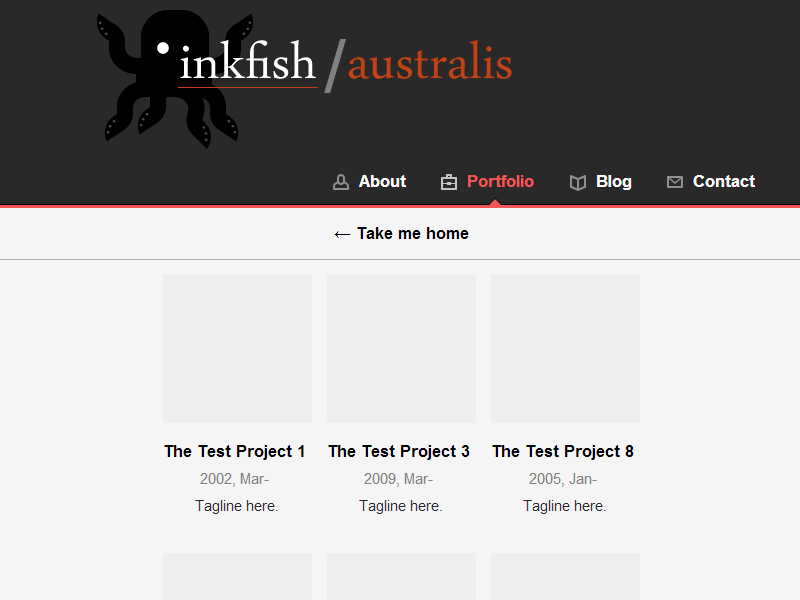 inkfish/australis
About Portfolio Blog Contact
← Take me home
The Test Project 1 The Test Project 3 The Test Project 8
2002, Mar- 2009, Mar- 2005, Jan-
Tagline here. Tagline here. Tagline here.